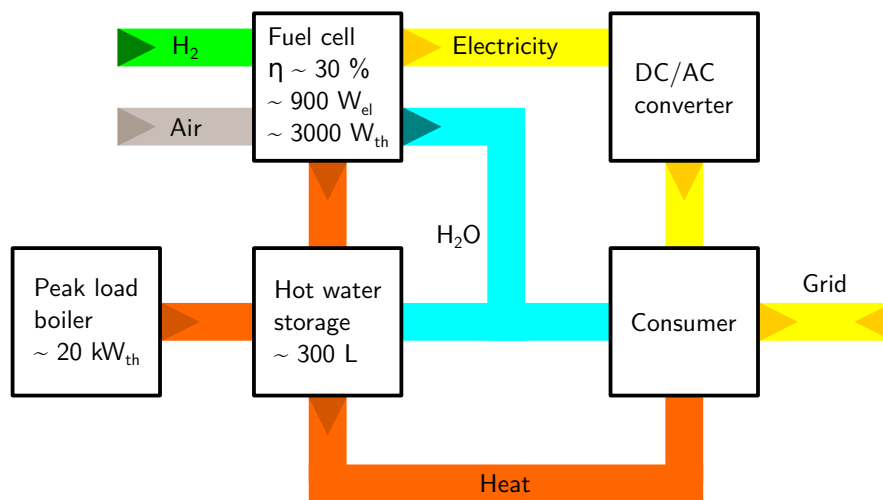 H₂
Fuel cell
η ~ 30 %
~ 900 Wₑₗ
~ 3000 Wₜₕ
Electricity
DC/AC
converter
Air
H₂O
Peak load
boiler
~ 20 kWₜₕ
Hot water
storage
~ 300 L
Consumer
Grid
Heat